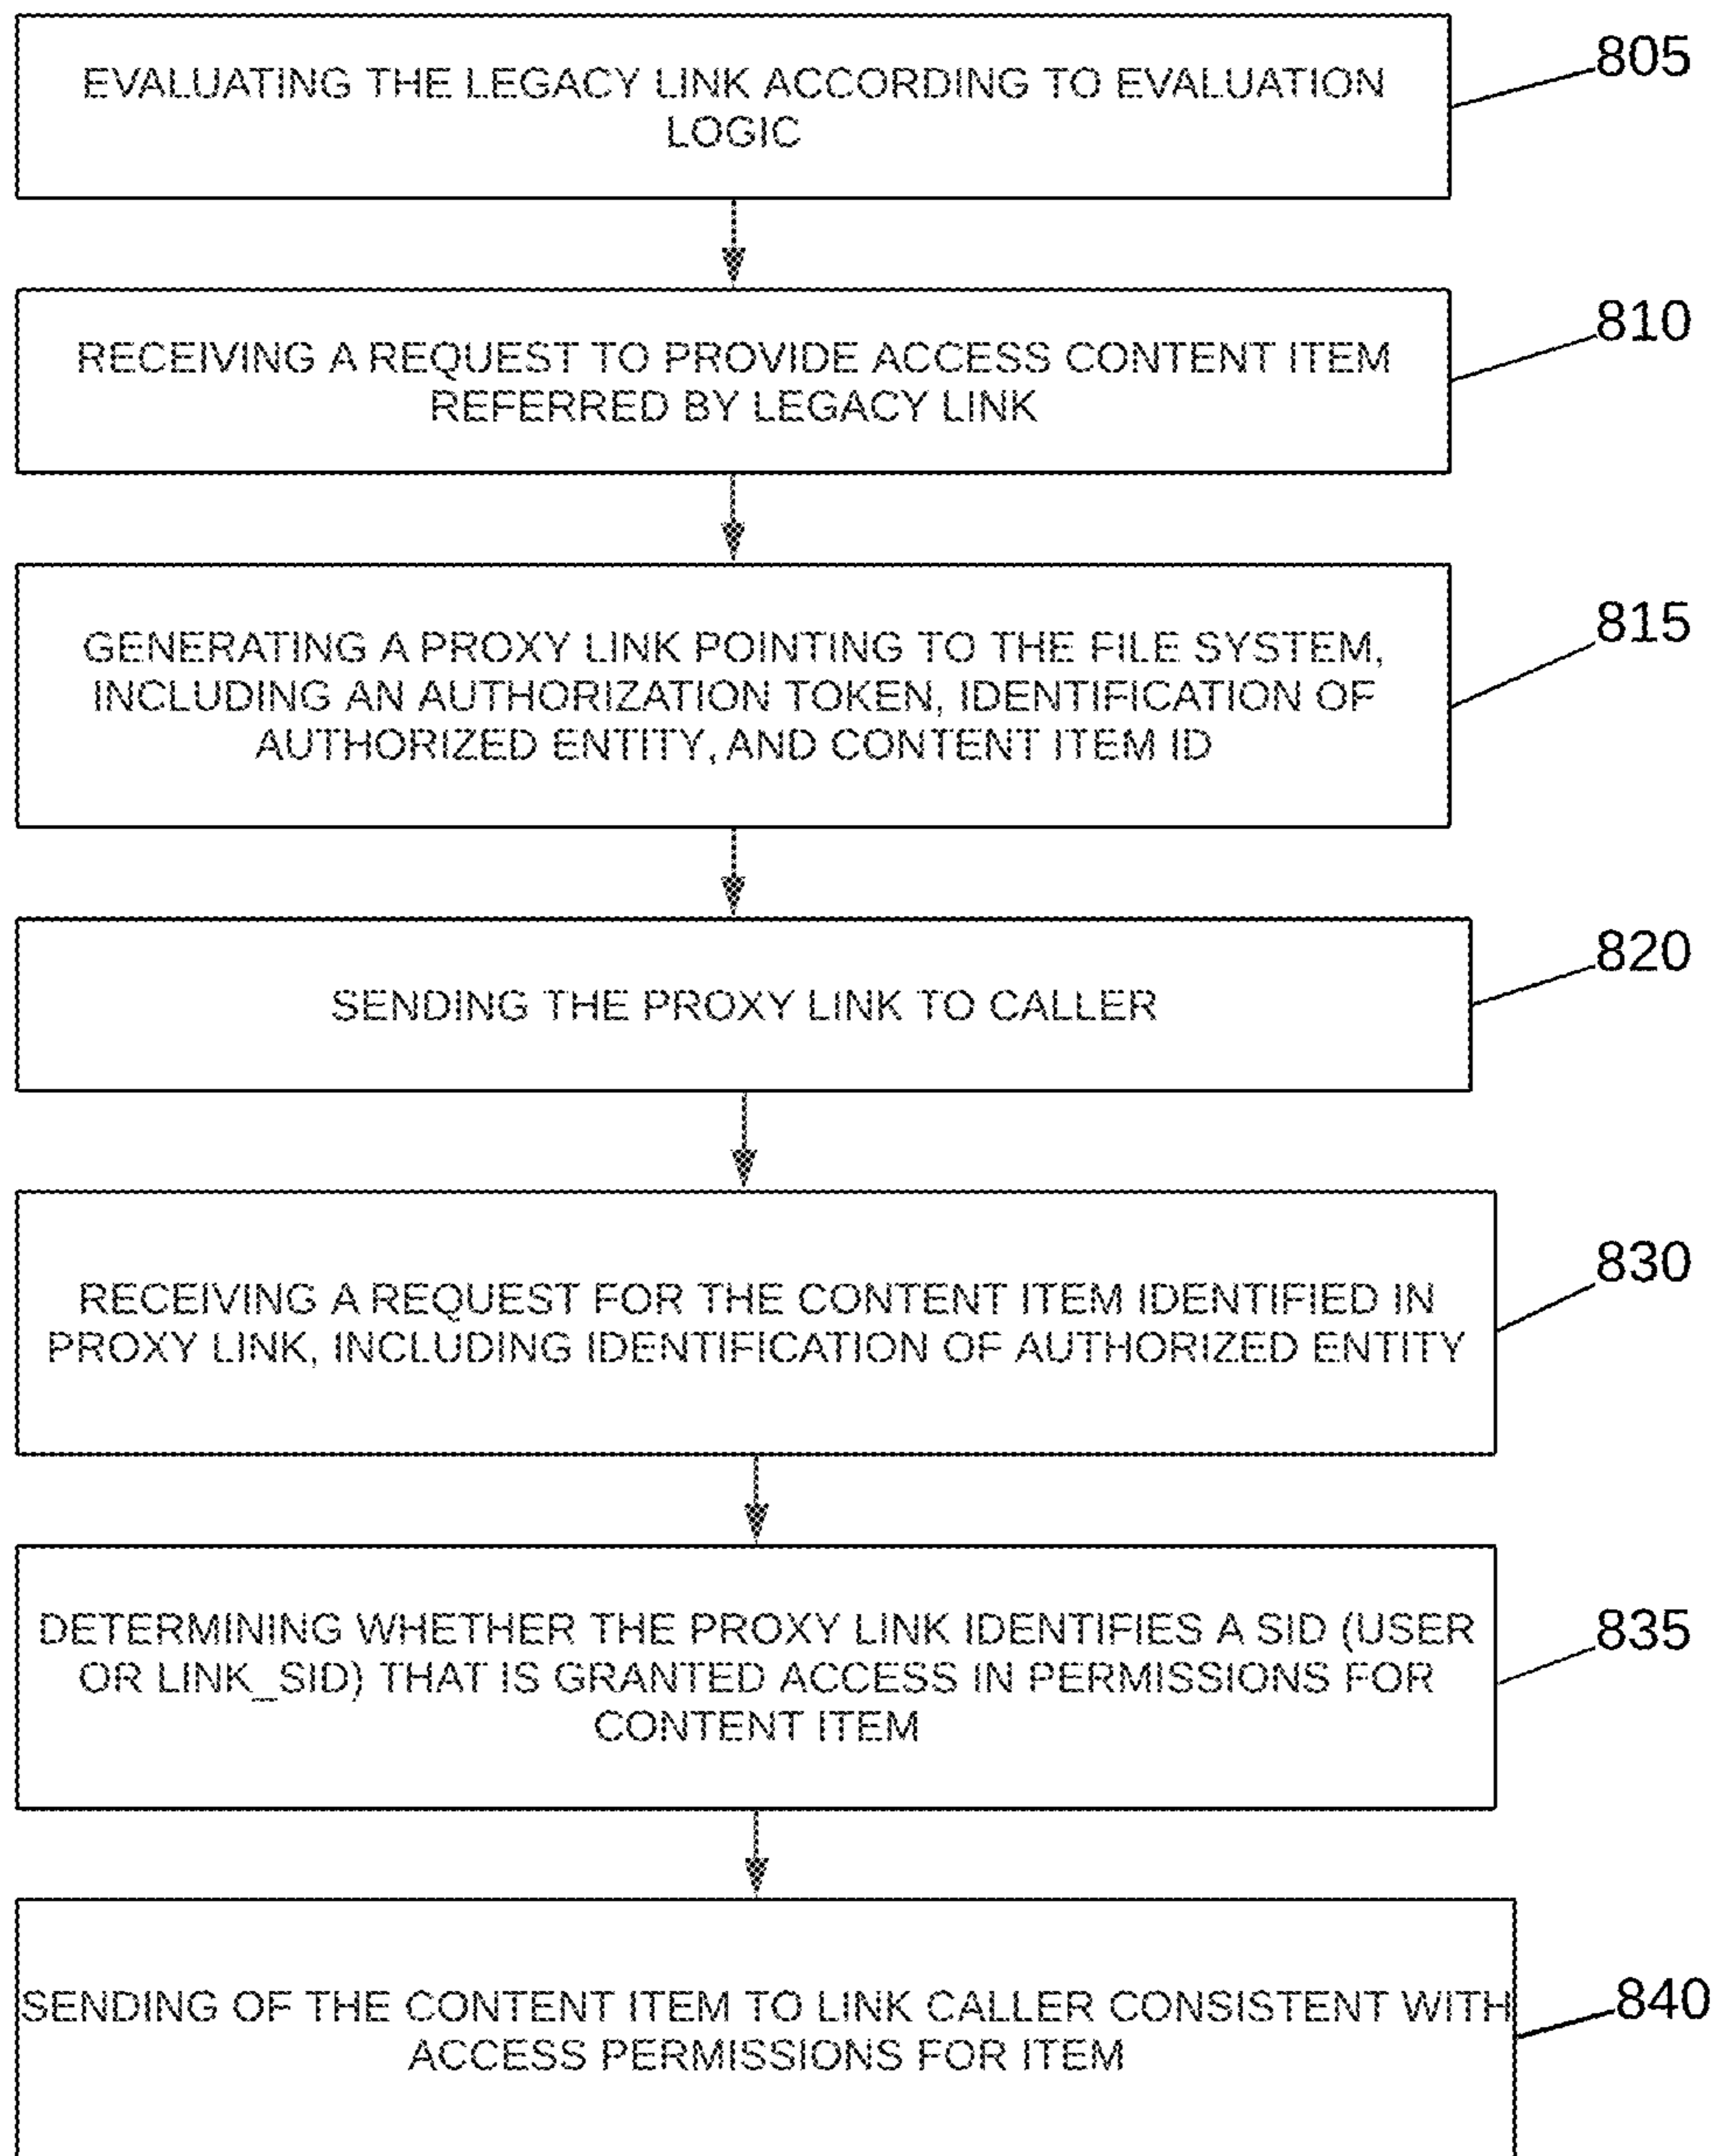 EVALUATING THE LEGACY LINK ACCORDING TO EVALUATION
LOGIC
805
RECEIVING A REQUEST TO PROVIDE ACCESS CONTENT ITEM
REFERRED BY LEGACY LINK
810
GENERATING A PROXY LINK POINTING TO THE FILE SYSTEM,
INCLUDING AN AUTHORIZATION TOKEN, IDENTIFICATION OF
AUTHORIZED ENTITY, AND CONTENT ITEM ID
815
SENDING THE PROXY LINK TO CALLER
820
RECEIVING A REQUEST FOR THE CONTENT ITEM IDENTIFIED IN
PROXY LINK, INCLUDING IDENTIFICATION OF AUTHORIZED ENTITY
830
DETERMINING WHETHER THE PROXY LINK IDENTIFIES A SID (USER
OR LINK_SID) THAT IS GRANTED ACCESS IN PERMISSIONS FOR
CONTENT ITEM
835
SENDING OF THE CONTENT ITEM TO LINK CALLER CONSISTENT WITH
ACCESS PERMISSIONS FOR ITEM
840